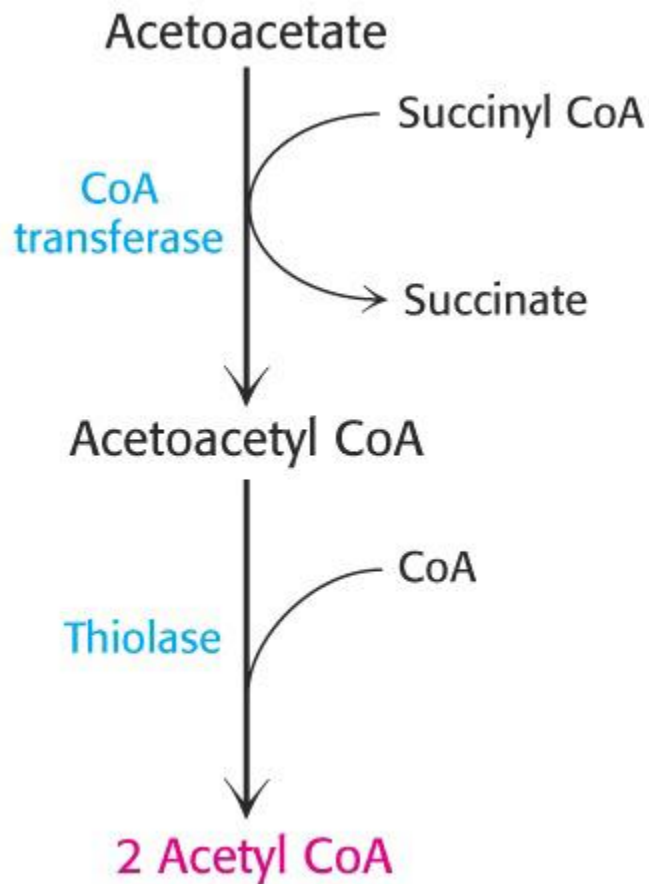 Acetoacetate
Succinyl CoA
CoA
transferase
Succinate
Acetoacetyl CoA
CoA
Thiolase
2 Acetyl CoA